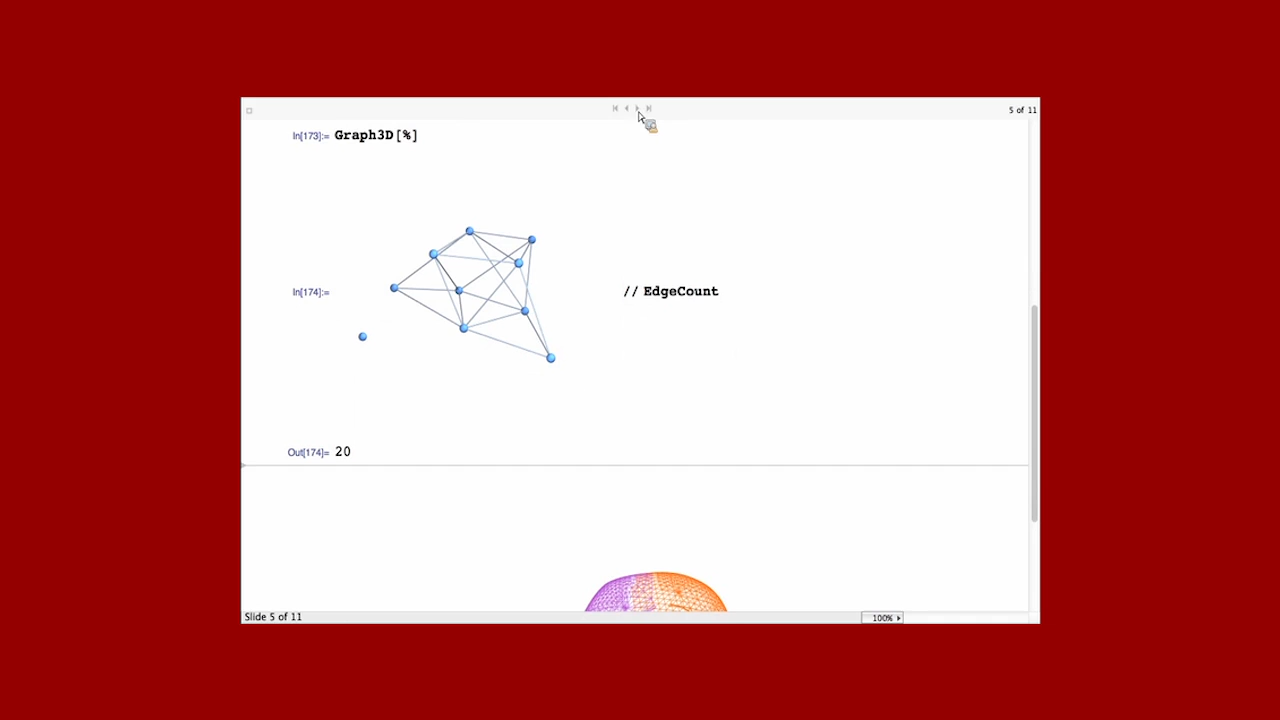 5 of 11
In[173]:= Graph3D[%]
In[174]:= // EdgeCount
Out[174]= 20
Slide 5 of 11
100%